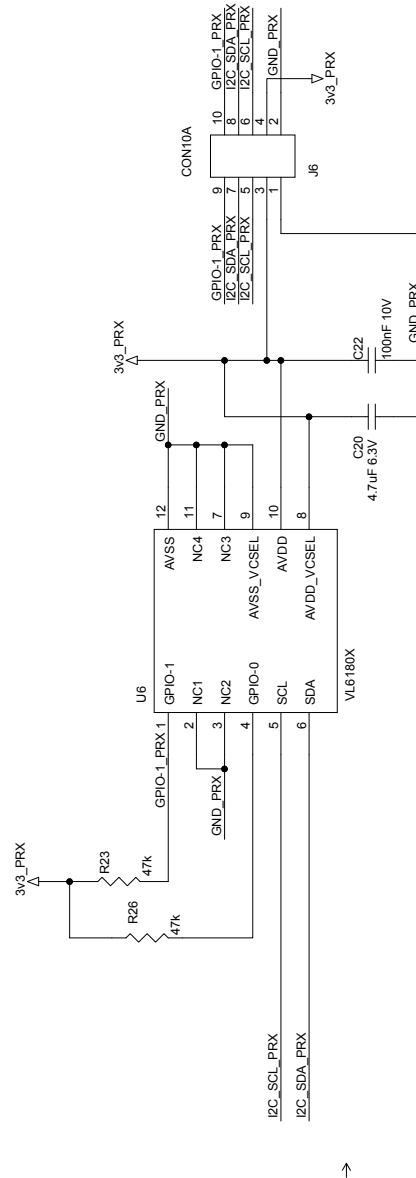 CON10A
GPIO-1_PRX 9 10 GPIO-1_PRX
I2C_SDA_PRX 7 8 I2C_SDA_PRX
I2C_SCL_PRX 5 6 I2C_SCL_PRX
3 4
1 2 GND_PRX
J6
3v3_PRX
3v3_PRX
GND_PRX
C22
100nF 10V
C20
4.7uF 6.3V
GND_PRX
U6
GPIO-1_PRX 1 GPIO-1 AVSS 12
2 NC1 NC4 11
3 NC2 NC3 7
4 GPIO-0 AVSS_VCSEL 9
5 SCL AVDD 10
6 SDA AVDD_VCSEL 8
VL6180X
GND_PRX
3v3_PRX
R23
47k
R26
47k
I2C_SCL_PRX
I2C_SDA_PRX